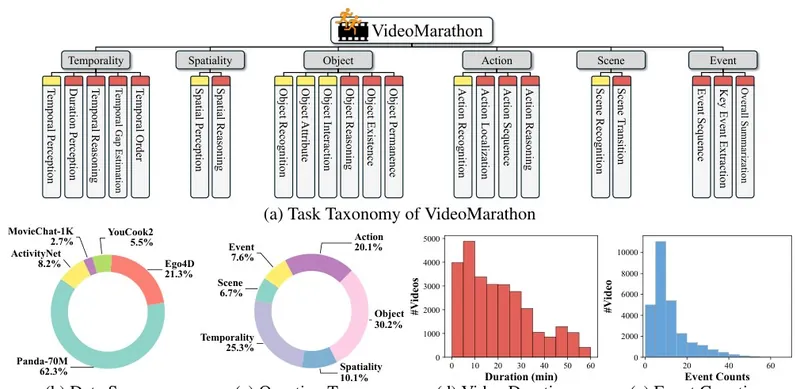 VideoMarathon
Temporality
Spatiality
Object
Action
Scene
Event
Temporal Perception
Duration Perception
Temporal Reasoning
Temporal Gap Estimation
Temporal Order
Spatial Perception
Spatial Reasoning
Object Recognition
Object Attribute
Object Interaction
Object Reasoning
Object Existence
Object Permanence
Action Recognition
Action Localization
Action Sequence
Action Reasoning
Scene Recognition
Scene Transition
Event Sequence
Key Event Extraction
Overall Summarization
(a) Task Taxonomy of VideoMarathon
MovieChat-1K
2.7%
YouCook2
5.5%
ActivityNet
8.2%
Ego4D
21.3%
Panda-70M
62.3%
Event
7.6%
Action
20.1%
Scene
6.7%
Object
30.2%
Temporality
25.3%
Spatiality
10.1%
#Videos
5000
4000
3000
2000
1000
0
0 10 20 30 40 50 60
Duration (min)
#Video
10000
8000
6000
4000
2000
0
0 20 40 60
Event Counts